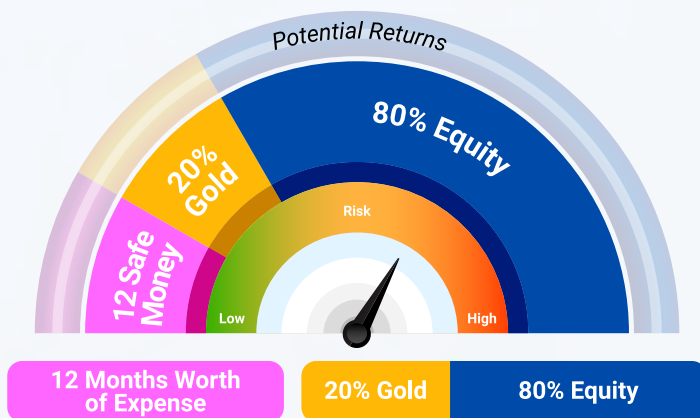 Potential Returns
80% Equity
20%
Gold
12 Safe
Money
Risk
Low
High
12 Months Worth
of Expense
20% Gold
80% Equity